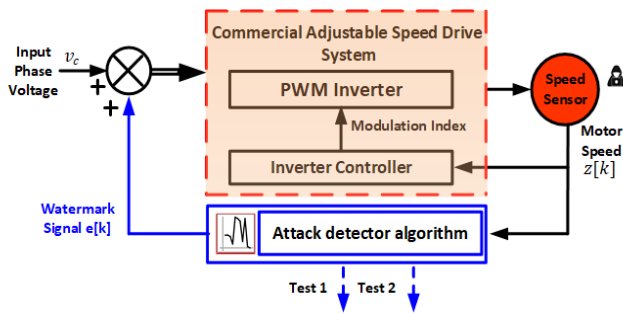 Commercial Adjustable Speed Drive
System
Input
Phase
Voltage
v_c
+
+
PWM Inverter
Modulation Index
Inverter Controller
Speed
Sensor
Motor
Speed
z[k]
Watermark
Signal e[k]
Attack detector algorithm
Test 1 Test 2